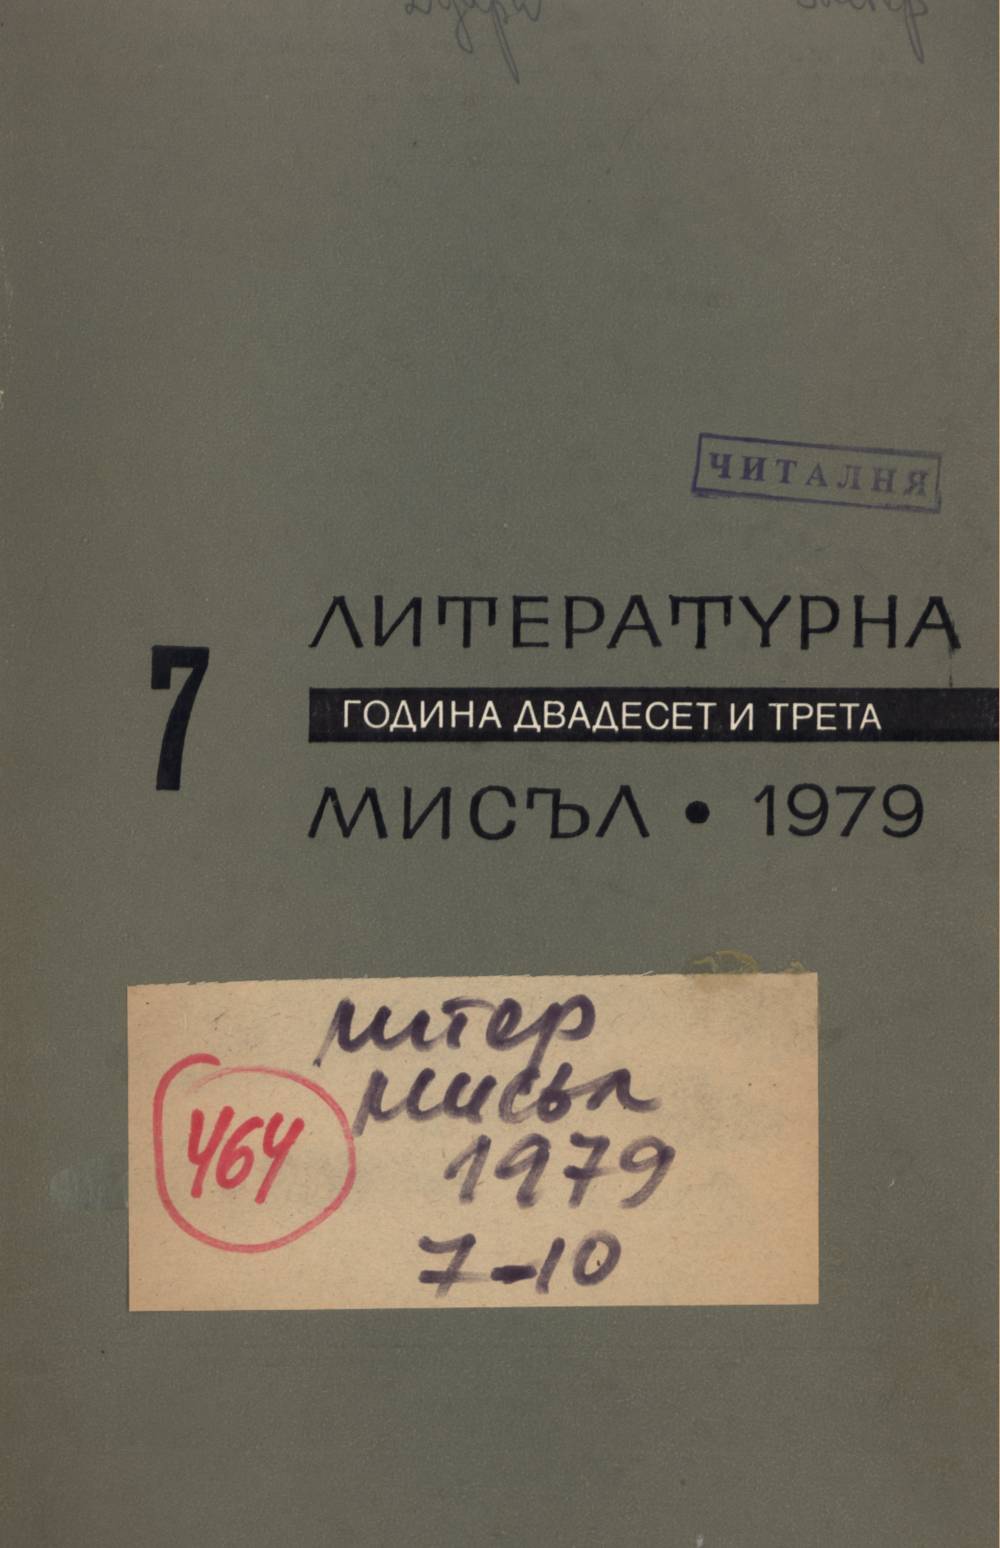 ЧИТАЛНЯ
7
ЛИТЕРАТУРНА
ГОДИНА ДВАДЕСЕТ И ТРЕТА
МИСЪЛ • 1979
литер
мисъл
464
1979
7-10